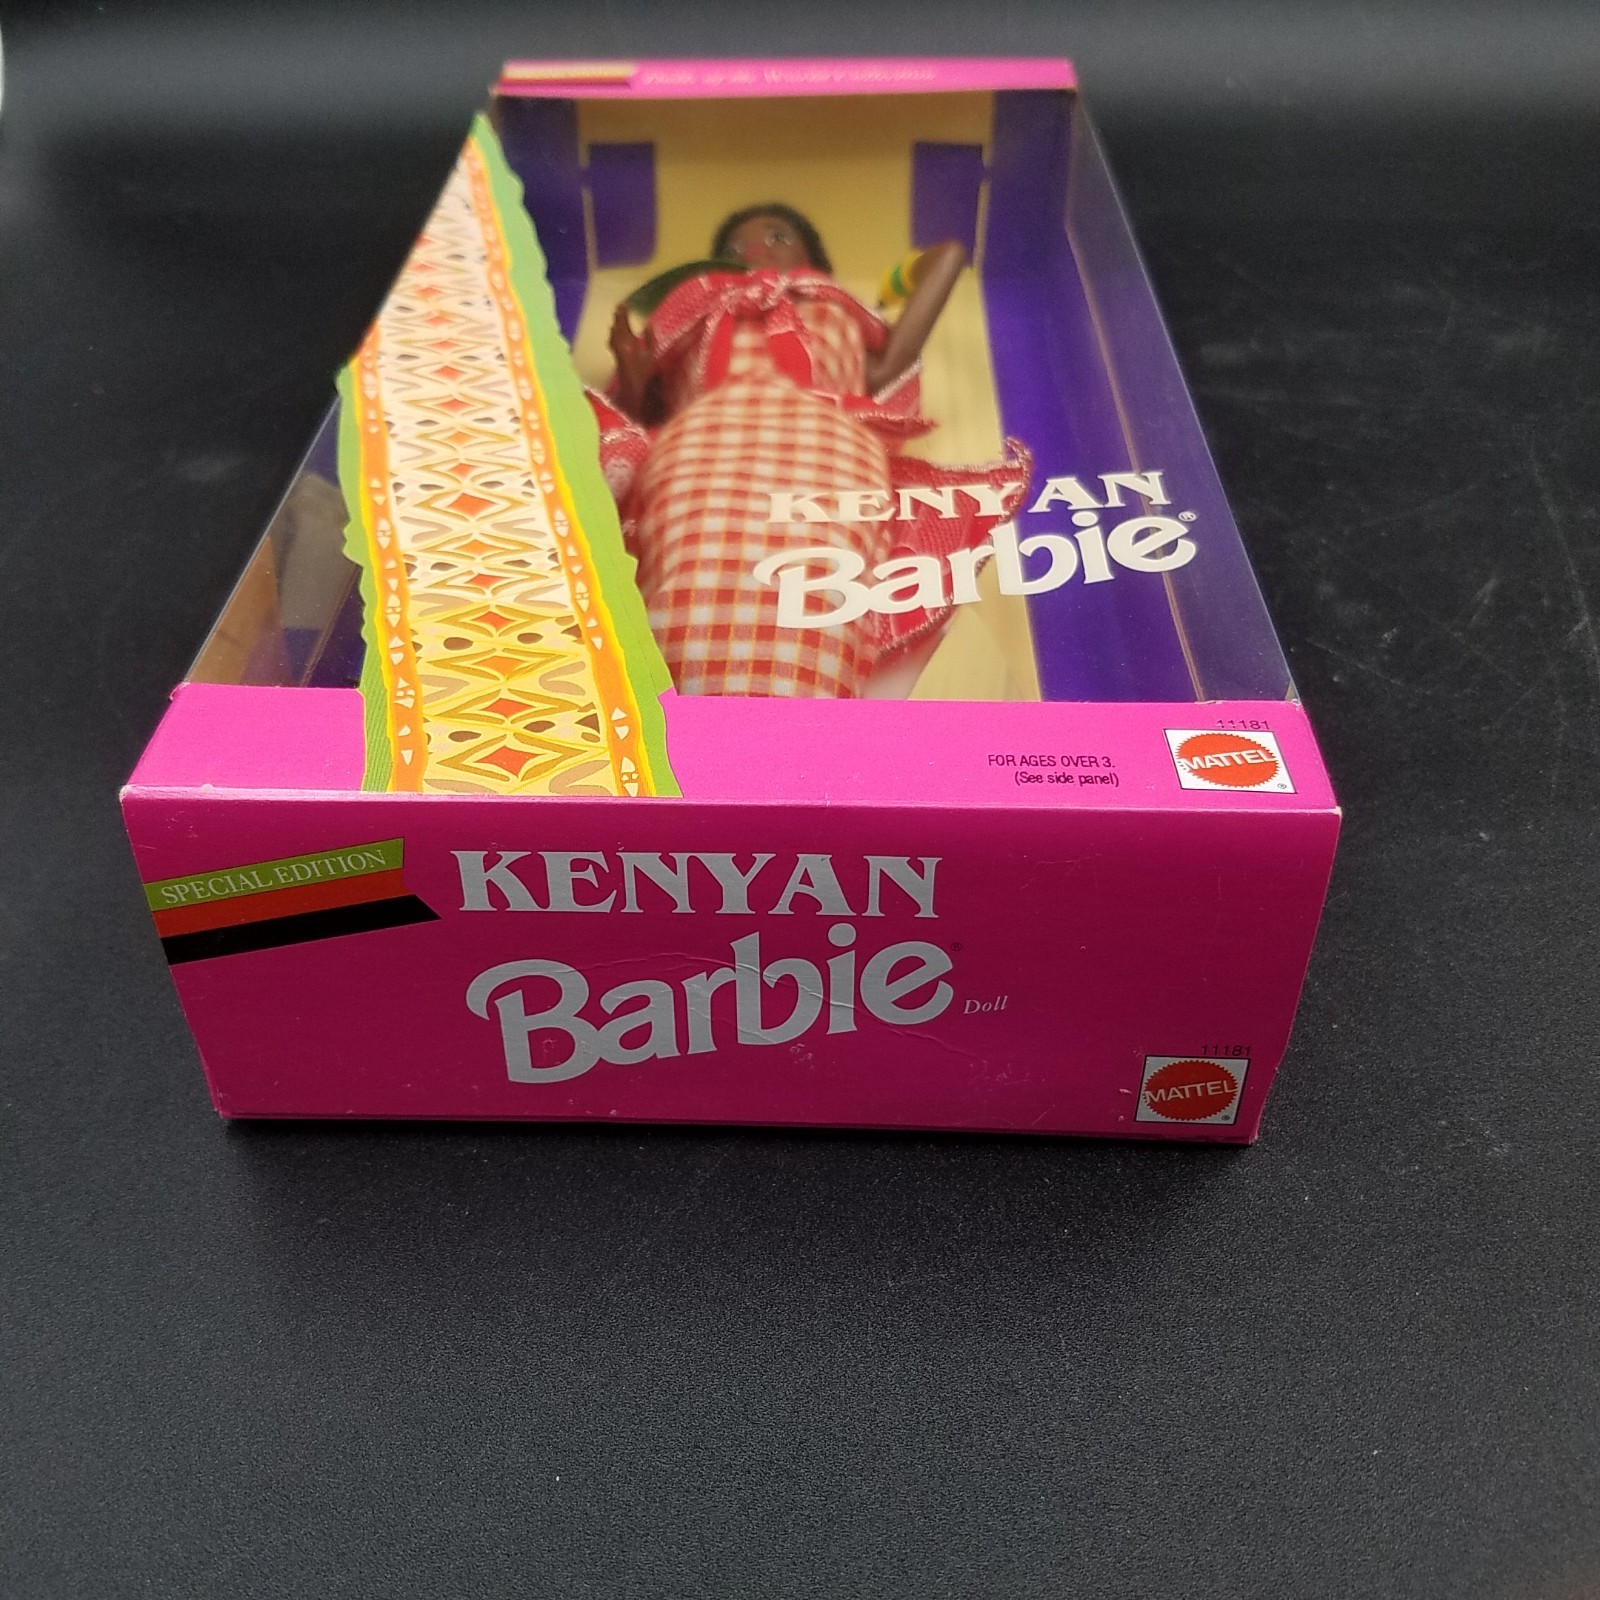 KENYAN
Barbie®
11181
FOR AGES OVER 3.
(See side panel)
MATTEL
®
SPECIAL EDITION
KENYAN
Barbie®
Doll
11181
MATTEL
®